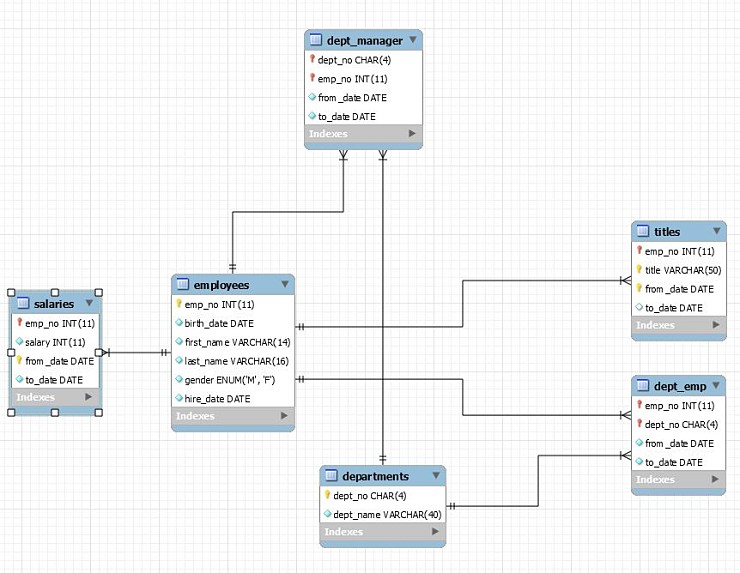 dept_manager
dept_no CHAR(4)
emp_no INT(11)
from_date DATE
to_date DATE
Indexes
titles
emp_no INT(11)
title VARCHAR(50)
from_date DATE
to_date DATE
Indexes
employees
emp_no INT(11)
birth_date DATE
first_name VARCHAR(14)
last_name VARCHAR(16)
gender ENUM('M', 'F')
hire_date DATE
Indexes
salaries
emp_no INT(11)
salary INT(11)
from_date DATE
to_date DATE
Indexes
dept_emp
emp_no INT(11)
dept_no CHAR(4)
from_date DATE
to_date DATE
Indexes
departments
dept_no CHAR(4)
dept_name VARCHAR(40)
Indexes